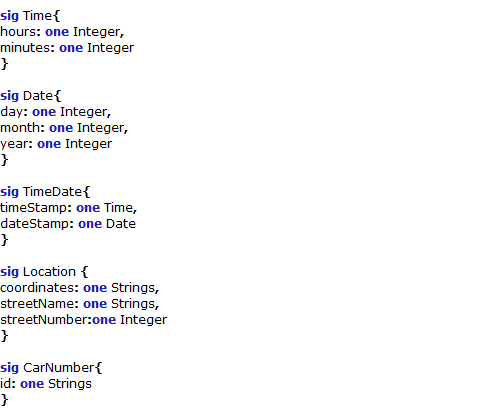 sig Time{
hours: one Integer,
minutes: one Integer
}
sig Date{
day: one Integer,
month: one Integer,
year: one Integer
}
sig TimeDate{
timeStamp: one Time,
dateStamp: one Date
}
sig Location {
coordinates: one Strings,
streetName: one Strings,
streetNumber:one Integer
}
sig CarNumber{
id: one Strings
}